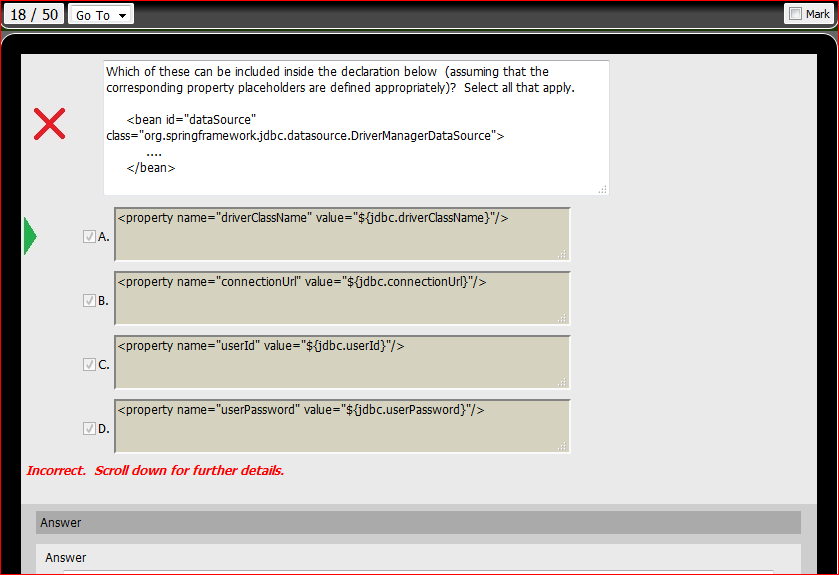 18 / 50
Go To
Mark
Which of these can be included inside the declaration below  (assuming that the
corresponding property placeholders are defined appropriately)?  Select all that apply.
<bean id="dataSource"
class="org.springframework.jdbc.datasource.DriverManagerDataSource">
....
</bean>
A.
<property name="driverClassName" value="${jdbc.driverClassName}"/>
B.
<property name="connectionUrl" value="${jdbc.connectionUrl}"/>
C.
<property name="userId" value="${jdbc.userId}"/>
D.
<property name="userPassword" value="${jdbc.userPassword}"/>
Incorrect.  Scroll down for further details.
Answer
Answer